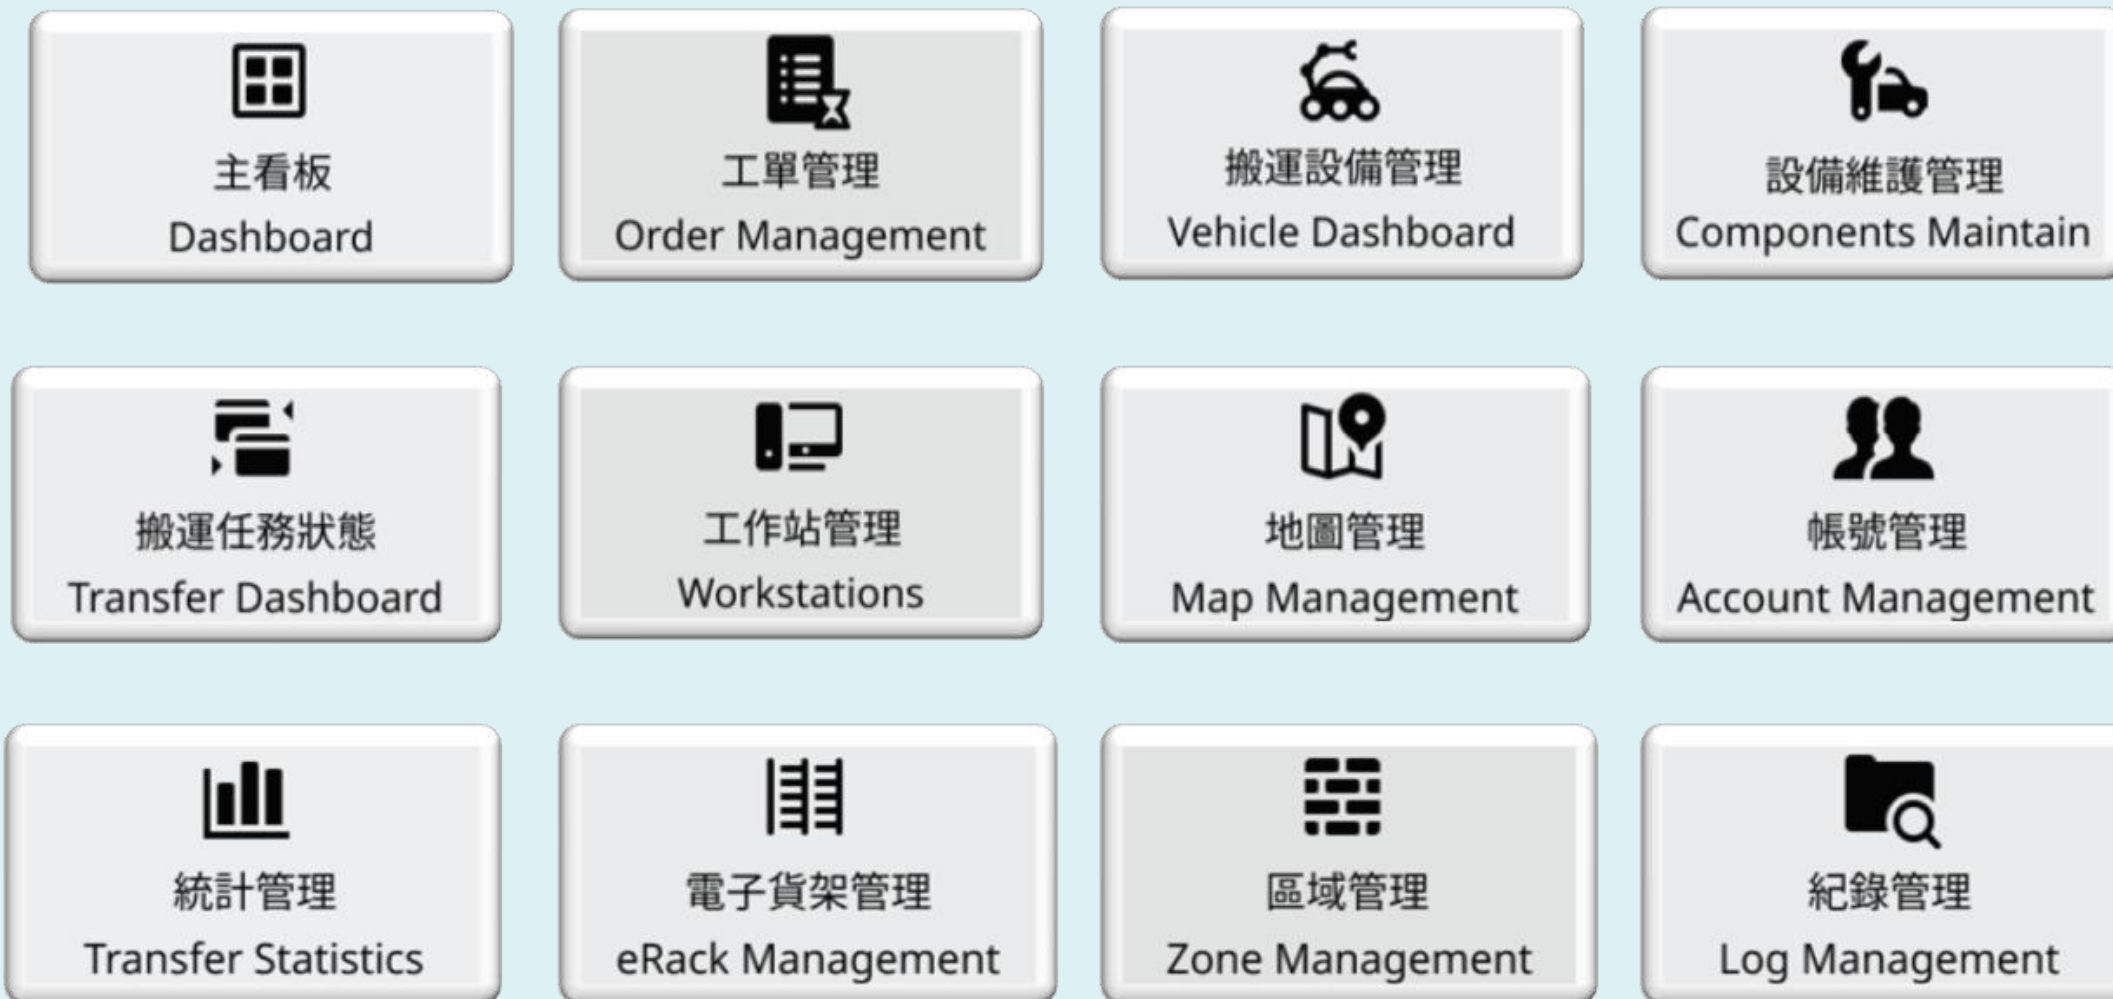 主看板
Dashboard
工單管理
Order Management
搬運設備管理
Vehicle Dashboard
設備維護管理
Components Maintain
搬運任務狀態
Transfer Dashboard
工作站管理
Workstations
地圖管理
Map Management
帳號管理
Account Management
統計管理
Transfer Statistics
電子貨架管理
eRack Management
區域管理
Zone Management
紀錄管理
Log Management